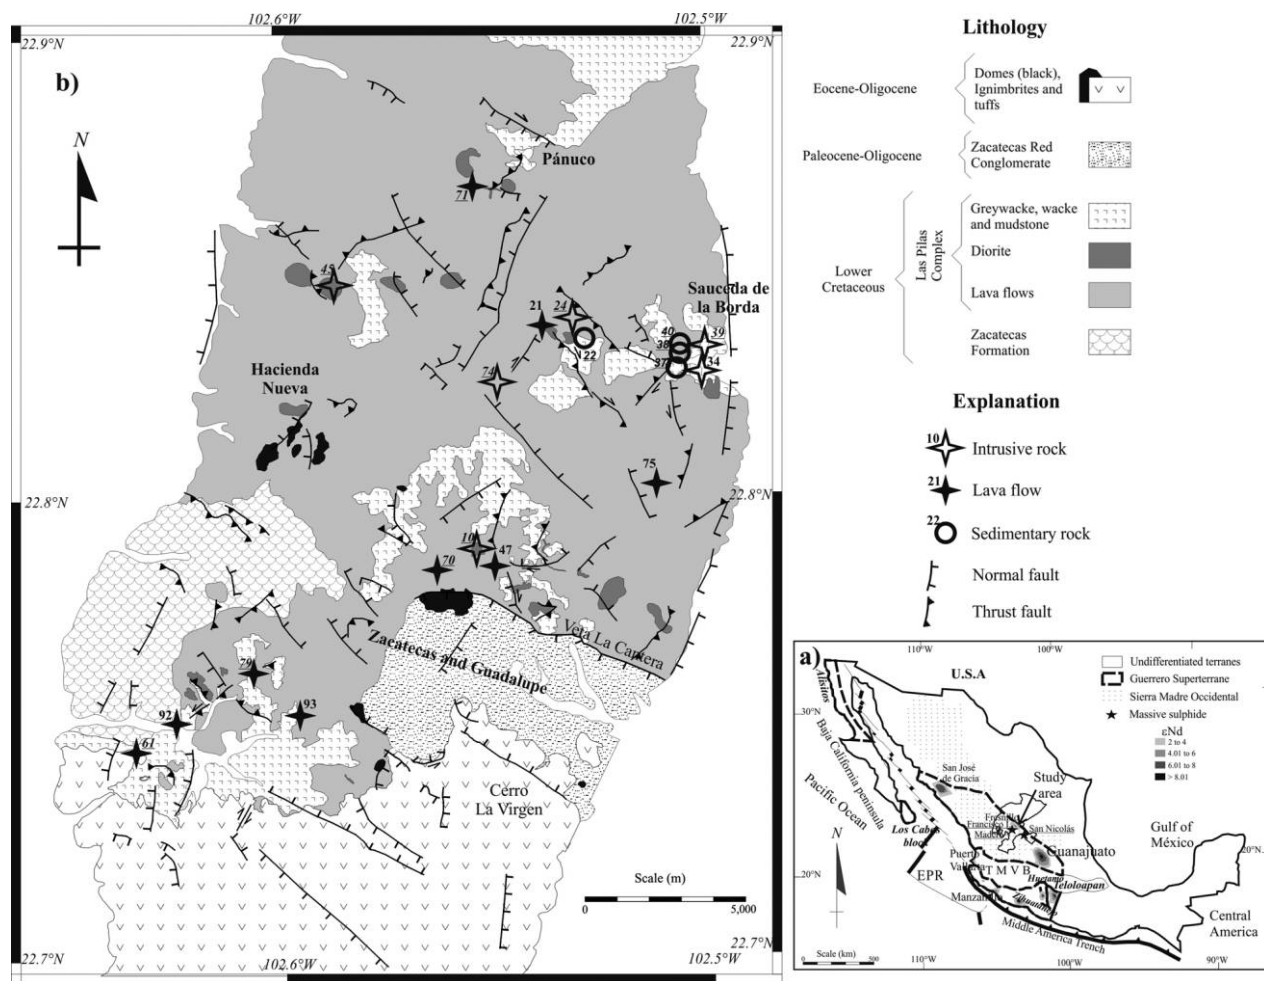 102.6°W
102.5°W
22.9°N
22.9°N
b)
N
Pánuco
71
45
Sauceda de
la Borda
24
21
22
40
38
37
39
34
74
Hacienda
Nueva
75
22.8°N
22.8°N
10
47
70
Veta La Cantera
Zacatecas and Guadalupe
79
92
93
61
Cerro
La Virgen
Scale (m)
0
5,000
22.7°N
22.7°N
102.6°W
102.5°W
Lithology
Eocene-Oligocene
Domes (black),
Ignimbrites and
tuffs
Paleocene-Oligocene
Zacatecas Red
Conglomerate
Lower
Cretaceous
Las Pilas
Complex
Greywacke, wacke
and mudstone
Diorite
Lava flows
Zacatecas
Formation
Explanation
10
Intrusive rock
21
Lava flow
22
Sedimentary rock
Normal fault
Thrust fault
a)
110°W
100°W
U.S.A
Undifferentiated terranes
Guerrero Superterrane
Sierra Madre Occidental
Massive sulphide
εNd
2 to 4
4.01 to 6
6.01 to 8
> 8.01
Alisitos
30°N
Baja California peninsula
Pacific Ocean
San José
de Gracia
Study
area
Fresnillo
Francisco I.
Madero
San Nicolás
Los Cabos
block
Guanajuato
Gulf of
México
20°N
N
EPR
Puerto
Vallarta
T M V B
Huetamo
Teloloapan
20°N
Manzanillo
Zihuatanejo
Middle America Trench
Central
America
Scale (km)
0
500
110°W
100°W
90°W